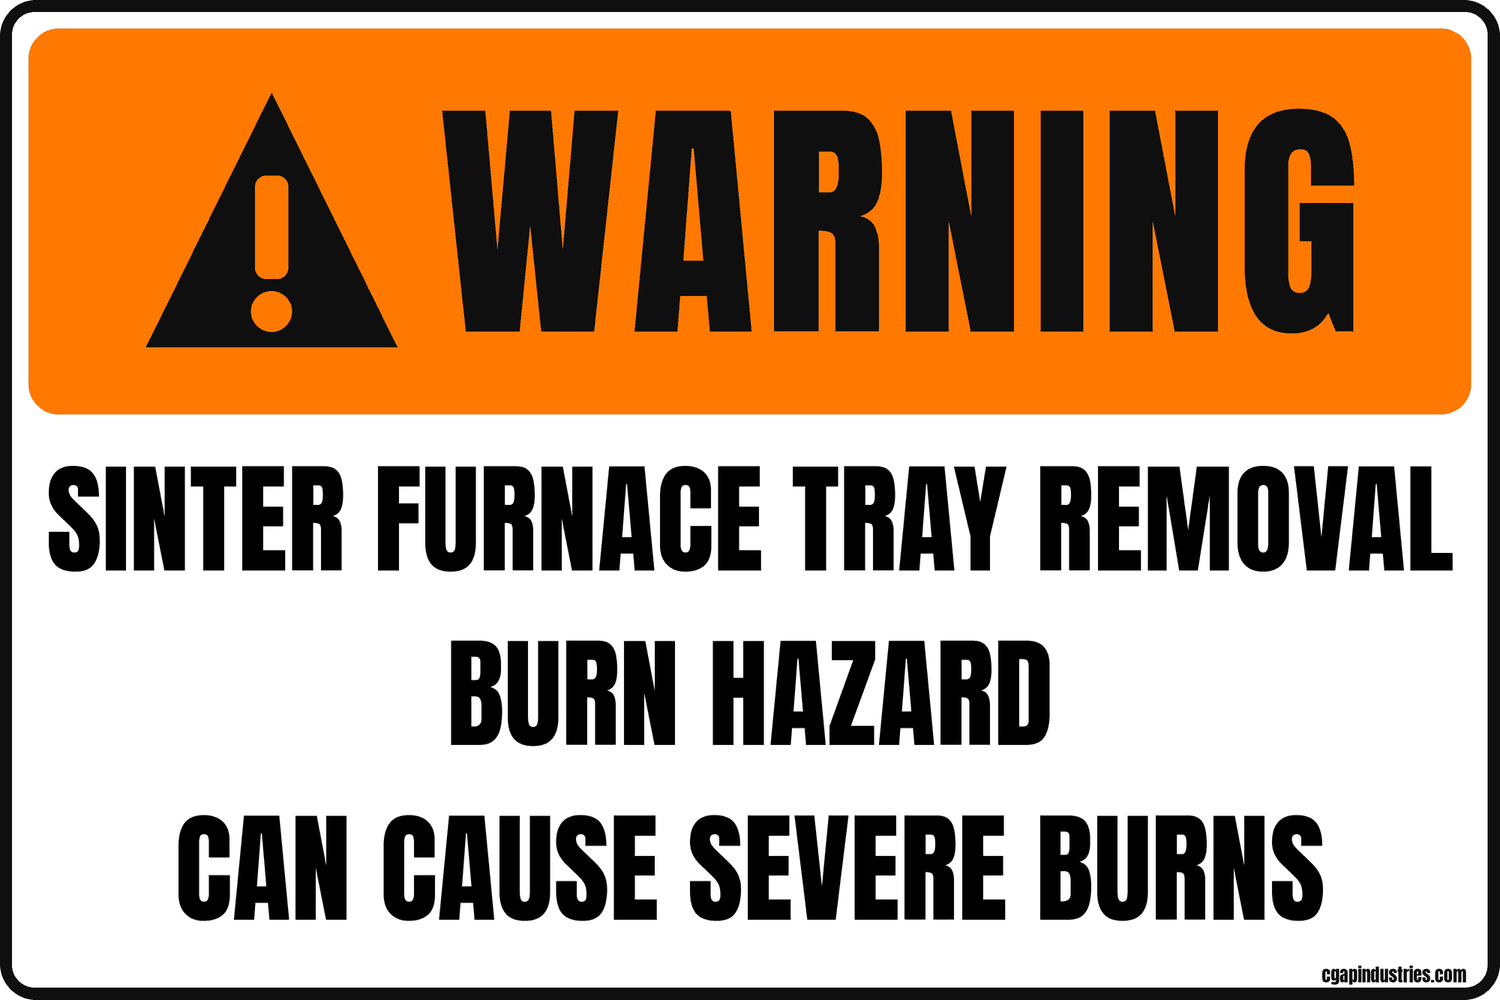 WARNING
SINTER FURNACE TRAY REMOVAL
BURN HAZARD
CAN CAUSE SEVERE BURNS
cgapindustries.com